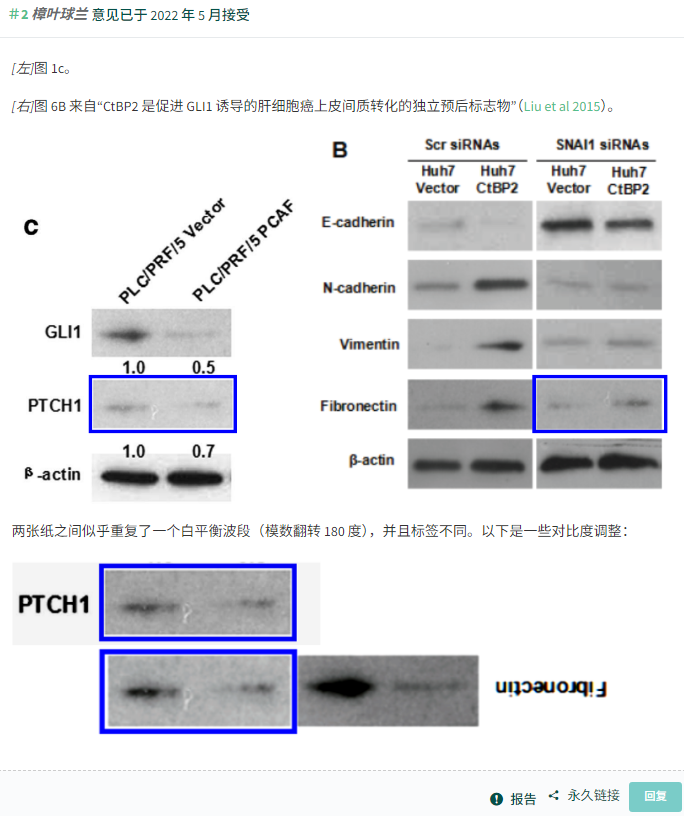 #2 樟叶球兰 意见已于 2022 年 5 月接受
[左]图 1c。
[右]图 6B 来自“CtBP2 是促进 GLI1 诱导的肝细胞癌上皮间质转化的独立预后标志物”（Liu et al 2015）。
B
Scr siRNAs SNAI1 siRNAs
Huh7 Vector Huh7 CtBP2 Huh7 Vector Huh7 CtBP2
E-cadherin
N-cadherin
Vimentin
Fibronectin
β-actin
C
PLC/PRF/5 Vector
PLC/PRF/5 PCAF
GLI1
1.0 0.5
PTCH1
1.0 0.7
β-actin
两张纸之间似乎重复了一个白平衡波段（模数翻转 180 度），并且标签不同。以下是一些对比度调整：
PTCH1
Fibronectin
报告 永久链接 回复